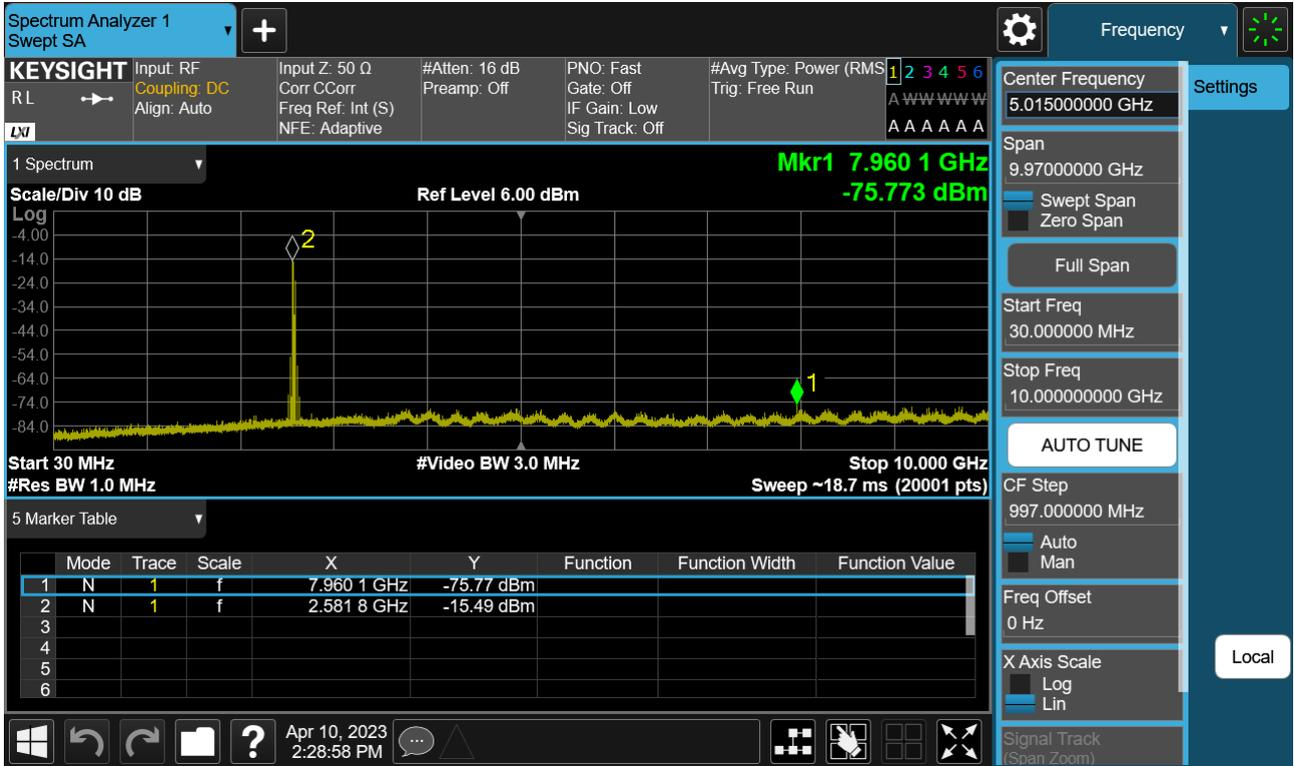 Spectrum Analyzer 1
Swept SA
Frequency
KEYSIGHT
R L
LXI
Input: RF
Coupling: DC
Align: Auto
Input Z: 50 Ω
Corr CCorr
Freq Ref: Int (S)
NFE: Adaptive
#Atten: 16 dB
Preamp: Off
PNO: Fast
Gate: Off
IF Gain: Low
Sig Track: Off
#Avg Type: Power (RMS
Trig: Free Run
1 2 3 4 5 6
A W W W W W
A A A A A A
1 Spectrum
Mkr1 7.960 1 GHz
-75.773 dBm
Scale/Div 10 dB
Ref Level 6.00 dBm
Log
-4.00
-14.0
-24.0
-34.0
-44.0
-54.0
-64.0
-74.0
-84.0
2
1
Start 30 MHz
#Video BW 3.0 MHz
Stop 10.000 GHz
#Res BW 1.0 MHz
Sweep ~18.7 ms (20001 pts)
5 Marker Table
Mode Trace Scale X Y Function Function Width Function Value
1 N 1 f 7.960 1 GHz -75.77 dBm
2 N 1 f 2.581 8 GHz -15.49 dBm
3
4
5
6
?
Apr 10, 2023
2:28:58 PM
Center Frequency
5.015000000 GHz
Span
9.97000000 GHz
Swept Span
Zero Span
Full Span
Start Freq
30.000000 MHz
Stop Freq
10.000000000 GHz
AUTO TUNE
CF Step
997.000000 MHz
Auto
Man
Freq Offset
0 Hz
X Axis Scale
Log
Lin
Signal Track
(Span Zoom)
Settings
Local